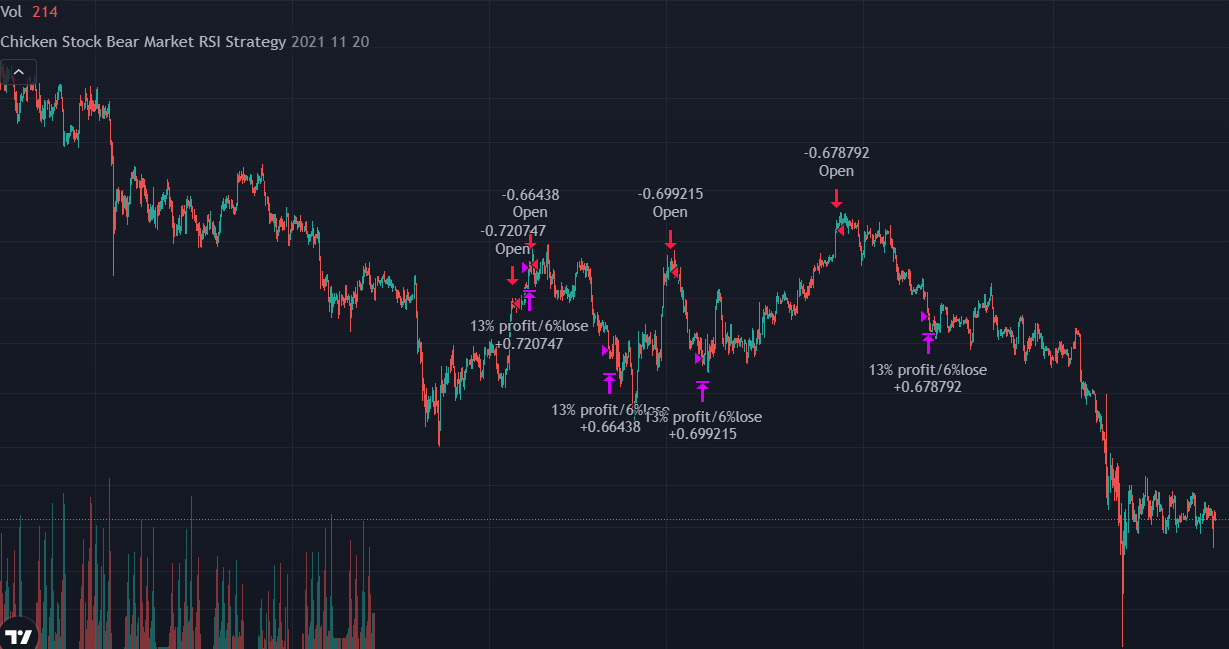 Vol 214
Chicken Stock Bear Market RSI Strategy 2021 11 20
-0.678792
Open
-0.66438
Open
-0.699215
Open
-0.720747
Open
13% profit/6%lose
+0.720747
13% profit/6%lose
+0.678792
13% profit/6%lose
+0.66438
13% profit/6%lose
+0.699215